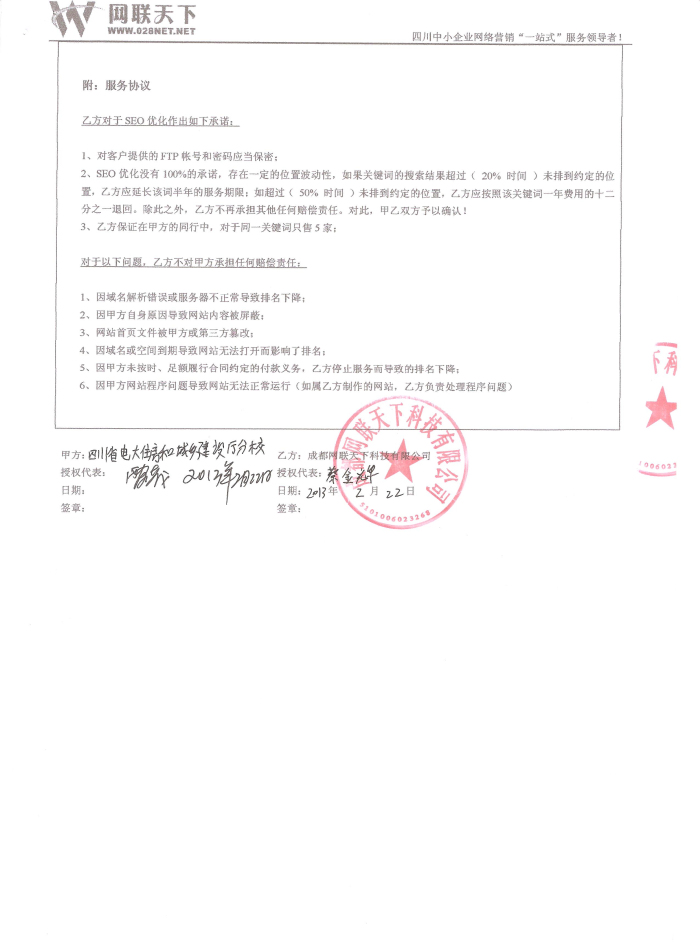 网联天下
WWW.028NET.NET
四川中小企业网络营销“一站式”服务领导者！
附：服务协议
乙方对于 SEO 优化作出如下承诺：
1、对客户提供的 FTP 帐号和密码应当保密；
2、SEO 优化没有 100%的承诺，存在一定的位置波动性，如果关键词的搜索结果超过（ 20% 时间 ）未排到约定的位
置，乙方应延长该词半年的服务期限；如超过（ 50% 时间 ）未排到约定的位置，乙方应按照该关键词一年费用的十二
分之一退回。除此之外，乙方不再承担其他任何赔偿责任。对此，甲乙双方予以确认！
3、乙方保证在甲方的同行中，对于同一关键词只售 5 家；
对于以下问题，乙方不对甲方承担任何赔偿责任：
1、因域名解析错误或服务器不正常导致排名下降；
2、因甲方自身原因导致网站内容被屏蔽；
3、网站首页文件被甲方或第三方篡改；
4、因域名或空间到期导致网站无法打开而影响了排名；
5、因甲方未按时、足额履行合同约定的付款义务，乙方停止服务而导致的排名下降；
6、因甲方网站程序问题导致网站无法正常运行（如属乙方制作的网站，乙方负责处理程序问题）
甲方：四川省电大住房和城乡建设厅分校
授权代表： 2013年2月22日
日期：
签章：
乙方：成都网联天下科技有限公司
授权代表：蔡金
日期：2013 年 2 月 22 日
签章：
成都网联天下科技有限公司
5101006023268
下科
1006023